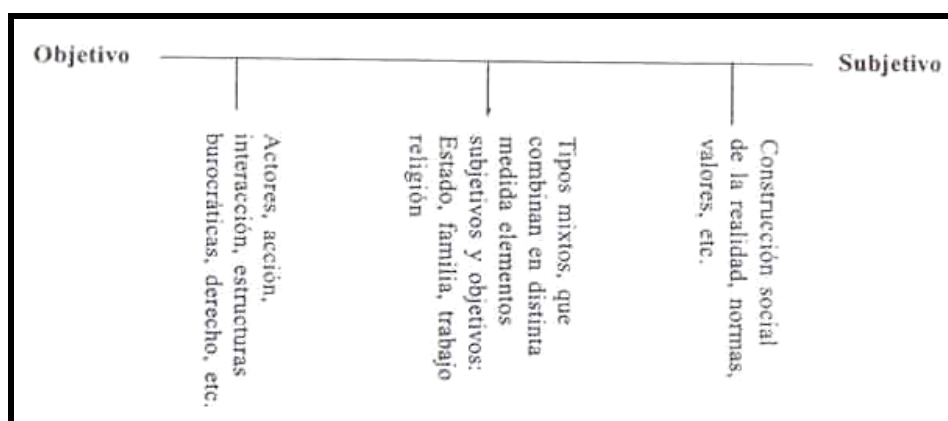 Objetivo
Subjetivo
Actores, acción,
interacción, estructuras
burocráticas, derecho, etc.
Tipos mixtos, que
combinan en distinta
medida elementos
subjetivos y objetivos:
Estado, familia, trabajo
religión
Construcción social
de la realidad, normas,
valores, etc.